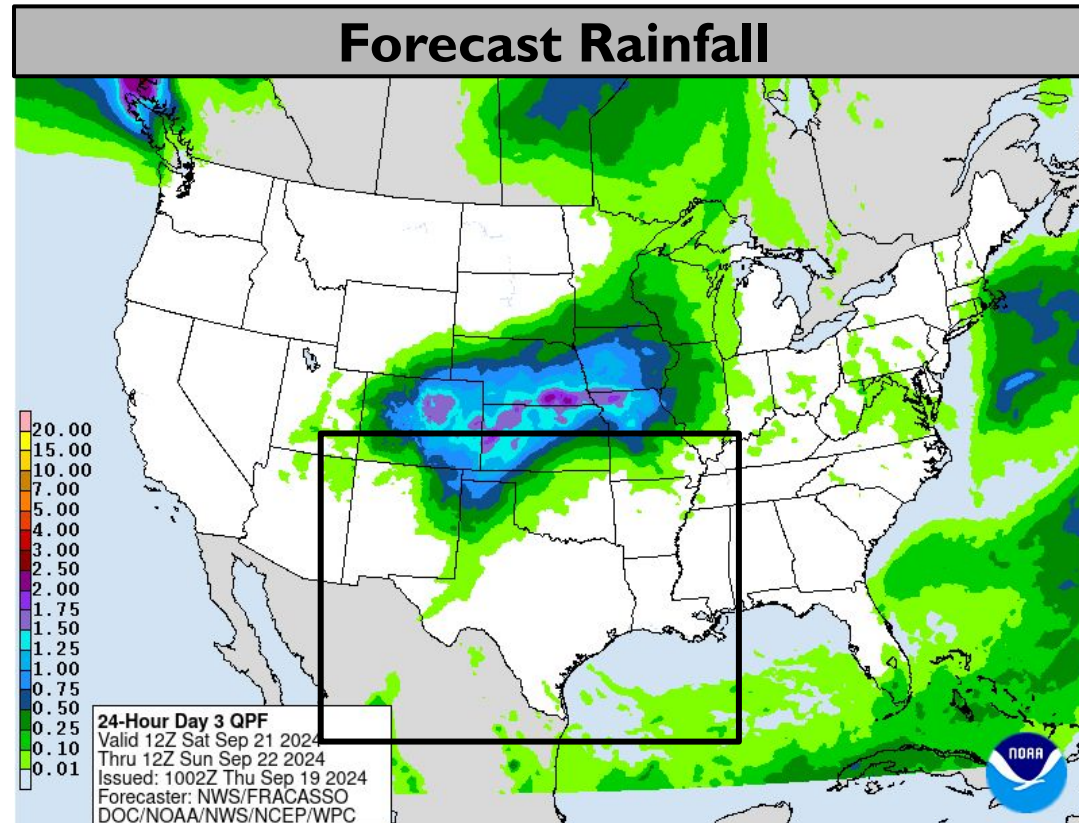 Forecast Rainfall
20.00
15.00
10.00
7.00
5.00
4.00
3.00
2.50
2.00
1.75
1.50
1.25
1.00
0.75
0.50
0.25
0.10
0.01
24-Hour Day 3 QPF
Valid 12Z Sat Sep 21 2024
Thru 12Z Sun Sep 22 2024
Issued: 1002Z Thu Sep 19 2024
Forecaster: NWS/FRACASSO
DOC/NOAA/NWS/NCEP/WPC
NOAA